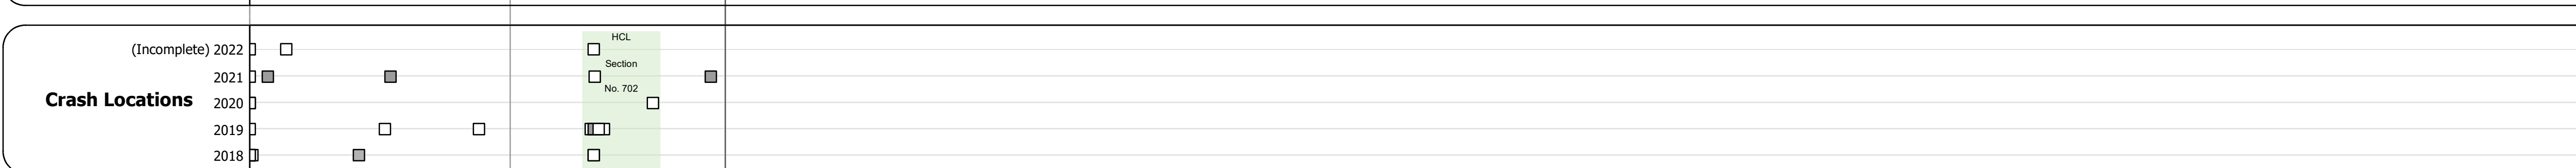 (Incomplete) 2022
HCL
2021
Section
Crash Locations
2020
No. 702
2019
2018